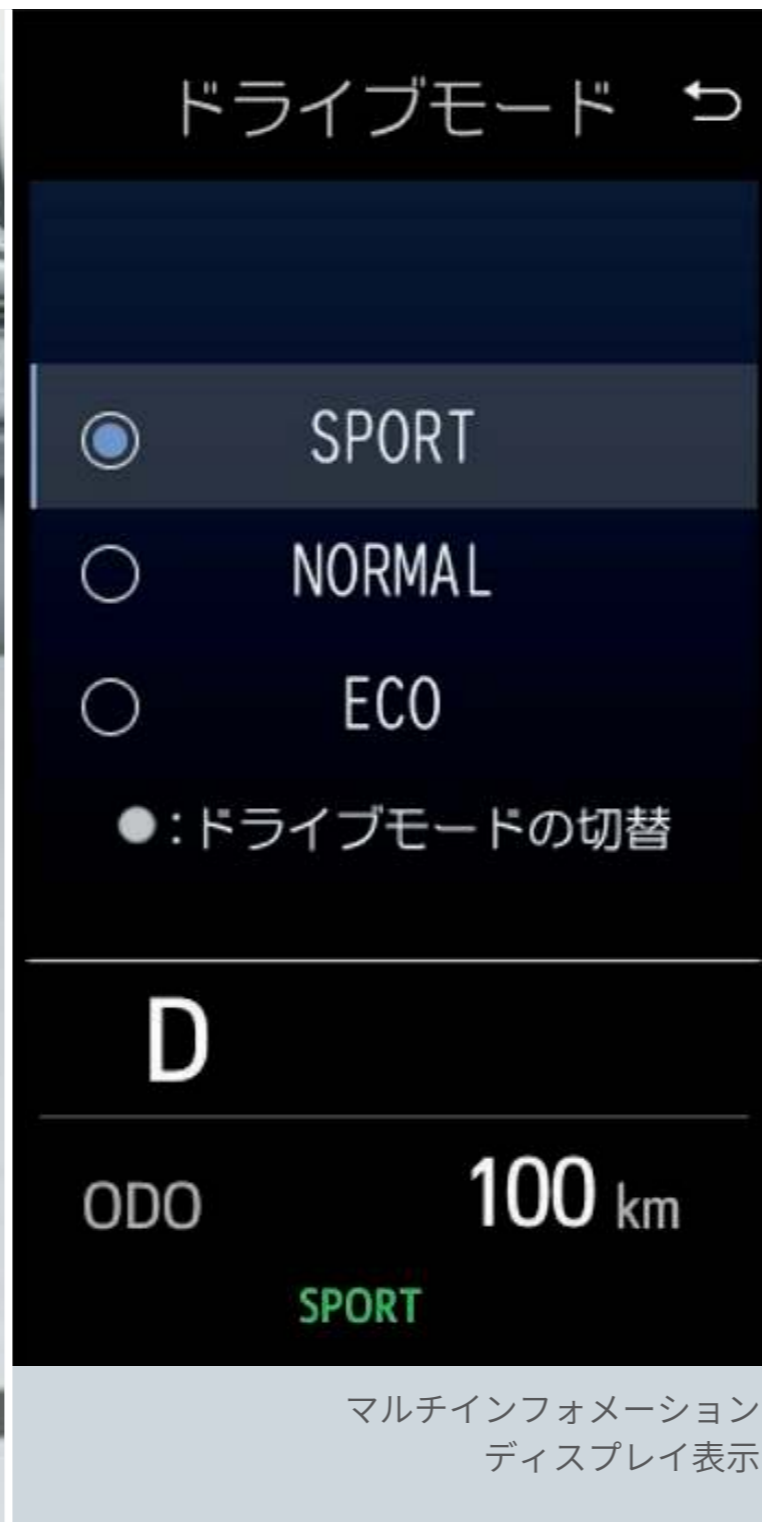 ドライブモード
SPORT
NORMAL
ECO
●:ドライブモードの切替
D
ODO 100 km
SPORT
マルチインフォメーション
ディスプレイ表示